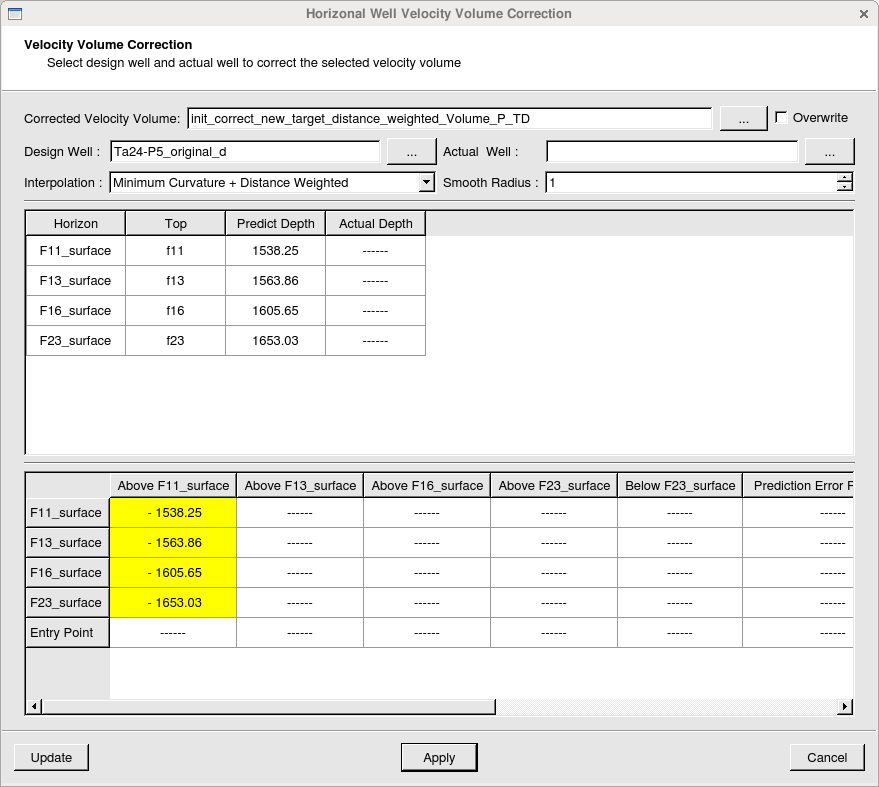 Horizonal Well Velocity Volume Correction
Velocity Volume Correction
Select design well and actual well to correct the selected velocity volume
Corrected Velocity Volume: init_correct_new_target_distance_weighted_Volume_P_TD ... Overwrite
Design Well : Ta24-P5_original_d ... Actual Well : ...
Interpolation : Minimum Curvature + Distance Weighted Smooth Radius : 1
Horizon Top Predict Depth Actual Depth
F11_surface f11 1538.25 ------
F13_surface f13 1563.86 ------
F16_surface f16 1605.65 ------
F23_surface f23 1653.03 ------
Above F11_surface Above F13_surface Above F16_surface Above F23_surface Below F23_surface Prediction Error F
F11_surface - 1538.25 ------ ------ ------ ------ ------
F13_surface - 1563.86 ------ ------ ------ ------ ------
F16_surface - 1605.65 ------ ------ ------ ------ ------
F23_surface - 1653.03 ------ ------ ------ ------ ------
Entry Point ------ ------ ------ ------ ------ ------
Update Apply Cancel